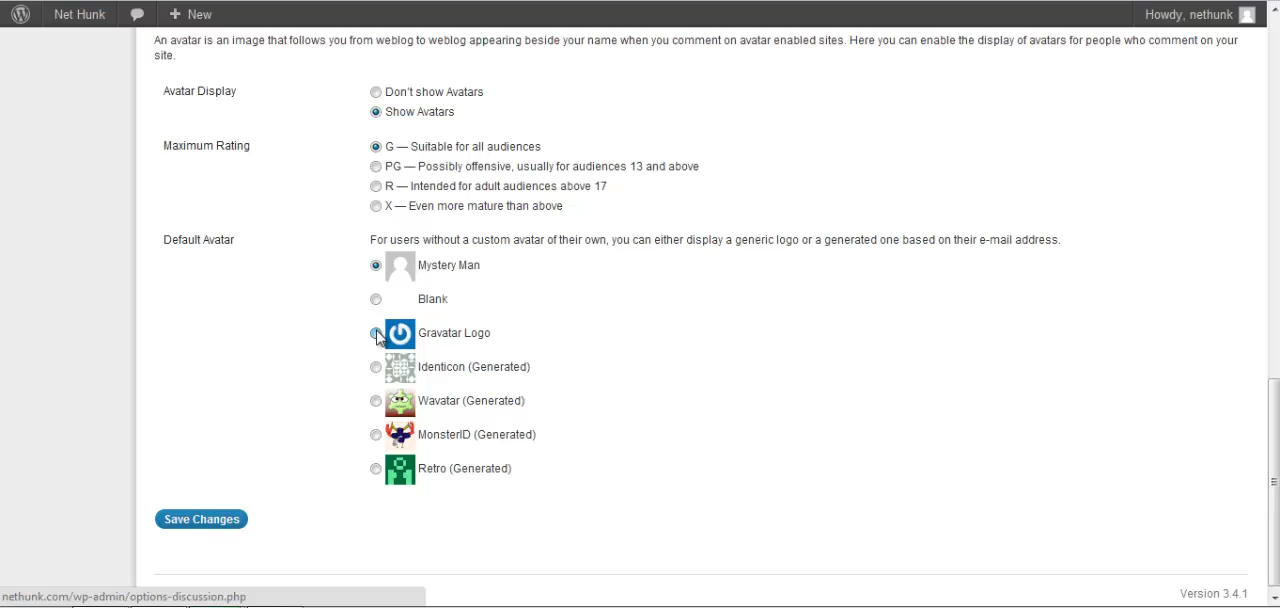 Net Hunk
New
Howdy, nethunk
An avatar is an image that follows you from weblog to weblog appearing beside your name when you comment on avatar enabled sites. Here you can enable the display of avatars for people who comment on your
site.
Avatar Display
Don't show Avatars
Show Avatars
Maximum Rating
G — Suitable for all audiences
PG — Possibly offensive, usually for audiences 13 and above
R — Intended for adult audiences above 17
X — Even more mature than above
Default Avatar
For users without a custom avatar of their own, you can either display a generic logo or a generated one based on their e-mail address.
Mystery Man
Blank
Gravatar Logo
Identicon (Generated)
Wavatar (Generated)
MonsterID (Generated)
Retro (Generated)
Save Changes
nethunk.com/wp-admin/options-discussion.php
Version 3.4.1